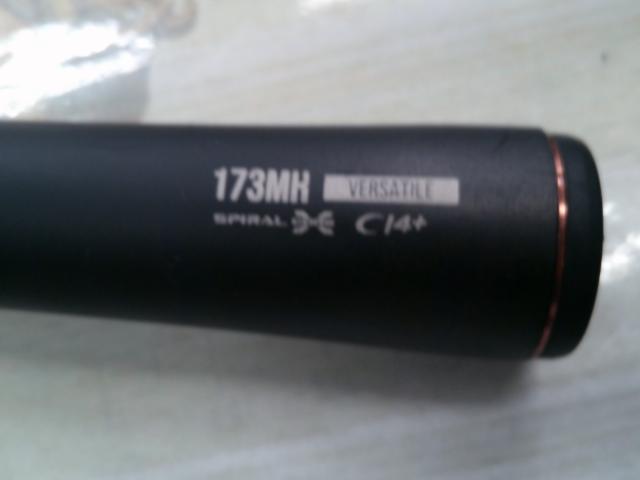 173MH VERSATILE
SPIRAL X C14+